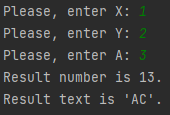 Please, enter X: 1
Please, enter Y: 2
Please, enter A: 3
Result number is 13.
Result text is 'AC'.